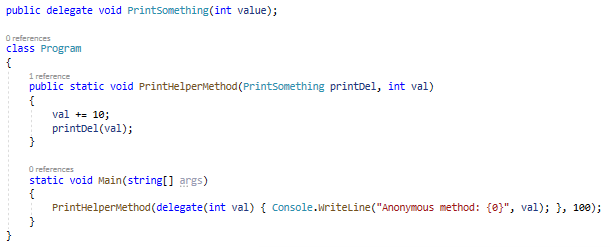 public delegate void PrintSomething(int value);
0 references
class Program
{
1 reference
public static void PrintHelperMethod(PrintSomething printDel, int val)
{
val += 10;
printDel(val);
}
0 references
static void Main(string[] args)
{
PrintHelperMethod(delegate(int val) { Console.WriteLine("Anonymous method: {0}", val); }, 100);
}
}